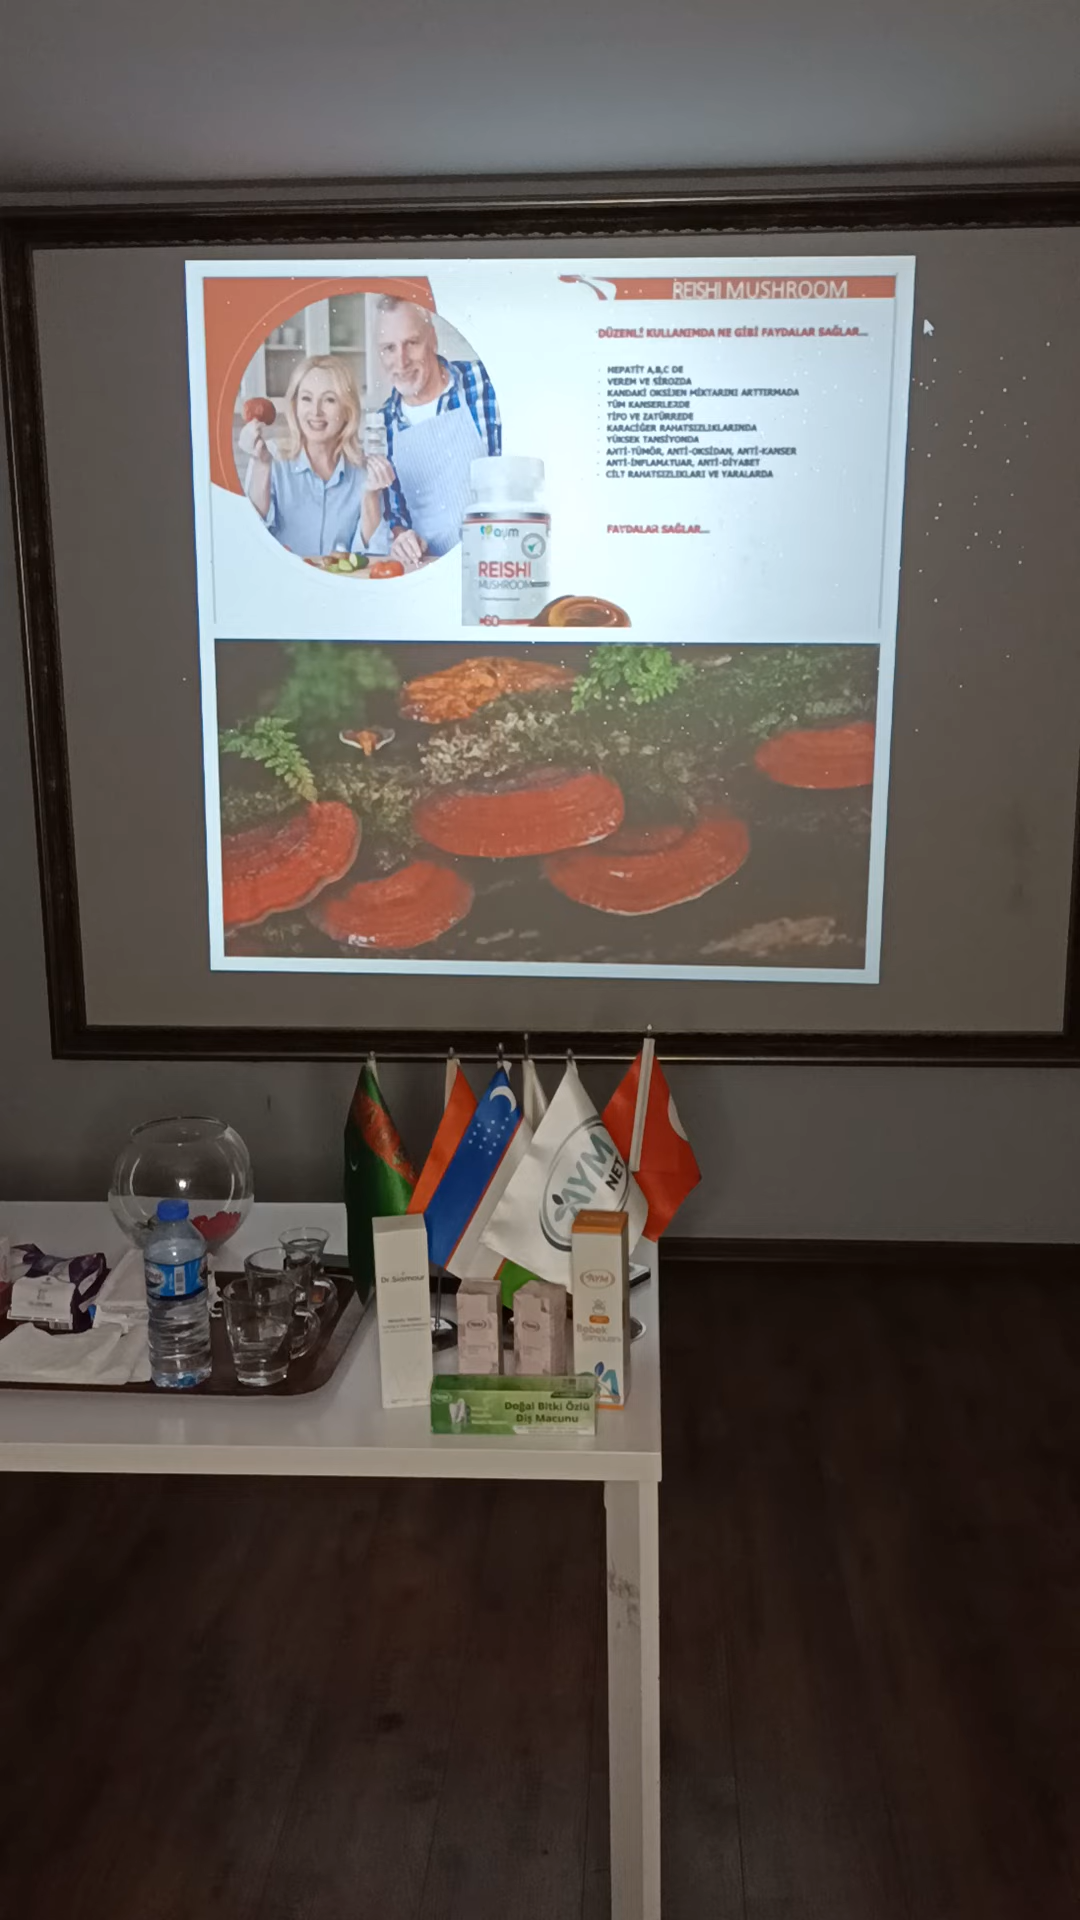 REISHI MUSHROOM
DÜZENLİ KULLANIMDA NE GİBİ FAYDALAR SAĞLAR...
· HEPATİT A,B,C DE
· VEREM VE SİROZDA
· KANDAKİ OKSİJEN MİKTARINI ARTTIRMADA
· TÜM KANSERLERDE
· TİFO VE ZATÜRREDE
· KARACİĞER RAHATSIZLIKLARINDA
· YÜKSEK TANSİYONDA
· ANTİ-TÜMÖR, ANTİ-OKSİDAN, ANTİ-KANSER
· ANTİ-İNFLAMATUAR, ANTİ-DİYABET
· CİLT RAHATSIZLIKLARI VE YARALARDA
FAYDALAR SAĞLAR...
aym
REISHI
MUSHROOM
60
AYM
NET
AYM
Bebek
Doğal Bitki Özlü
Diş Macunu